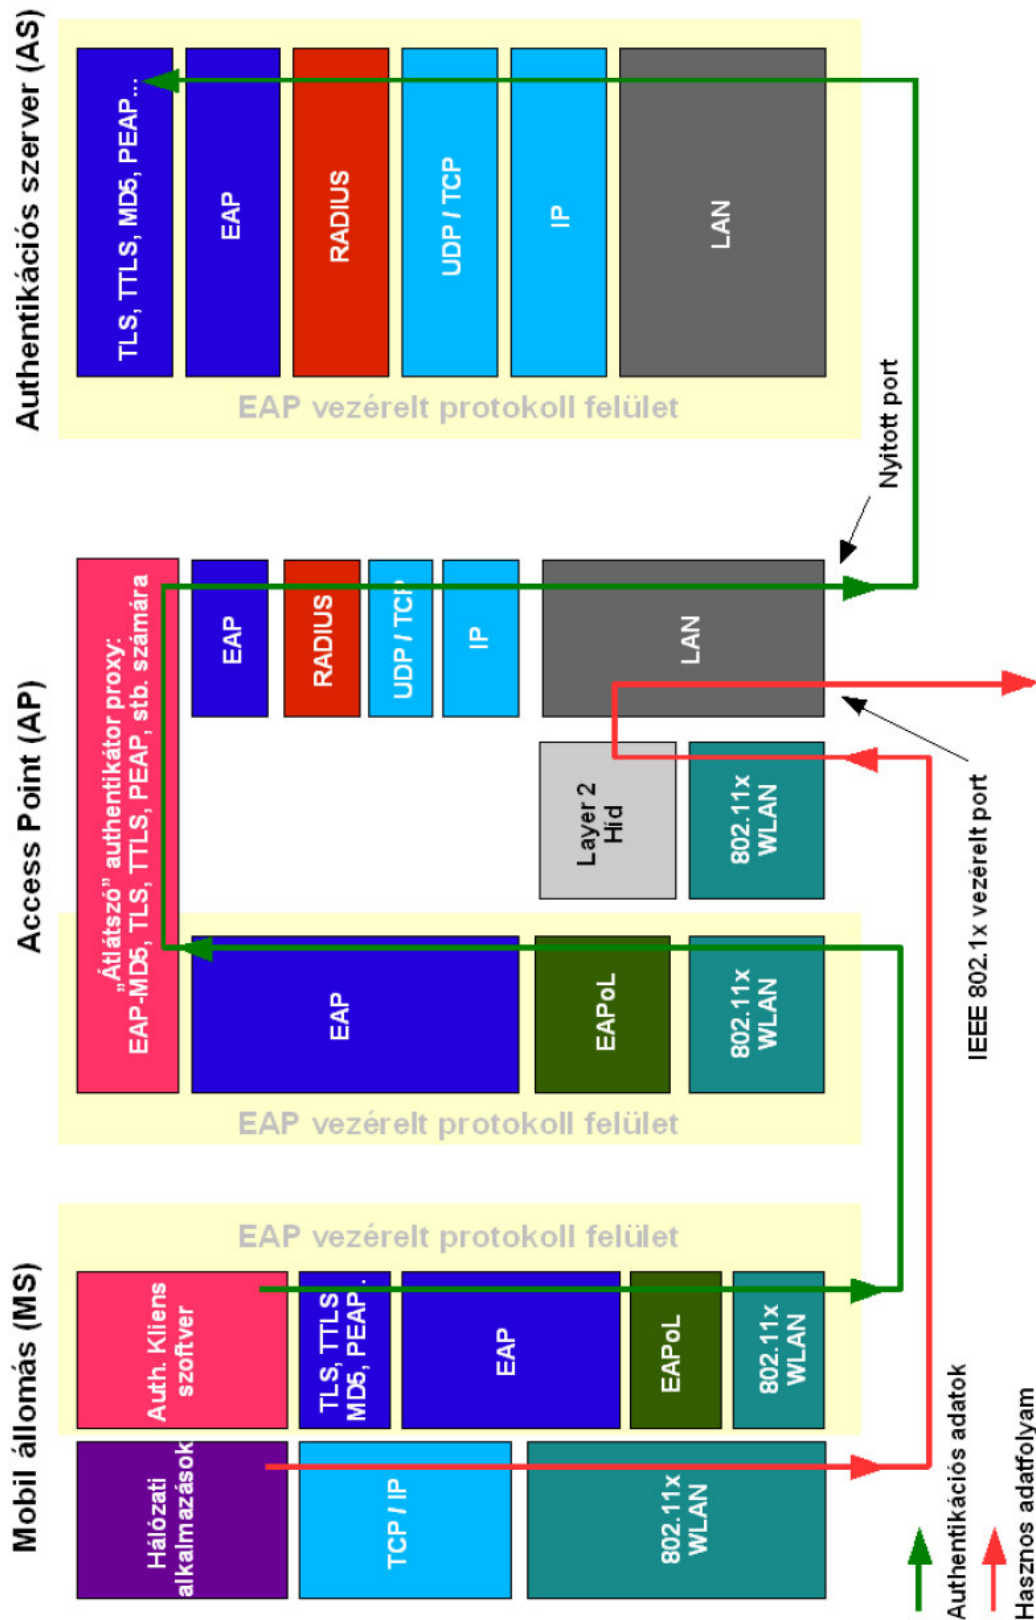 Mobil állomás (MS)
Hálózati
alkalmazások
TCP / IP
802.11x
WLAN
Auth. Kliens
szoftver
TLS, TTLS
MD5, PEAP...
EAP
EAPoL
802.11x
WLAN
EAP vezérelt protokoll felület
Access Point (AP)
„Átlátszó” authentikátor proxy:
EAP-MD5, TLS, TTLS, PEAP, stb. számára
EAP vezérelt protokoll felület
EAP
EAPoL
802.11x
WLAN
Layer 2
Híd
802.11x
WLAN
EAP
RADIUS
UDP / TCP
IP
LAN
IEEE 802.1x vezérelt port
Nyitott port
Authentikációs szerver (AS)
EAP vezérelt protokoll felület
TLS, TTLS, MD5, PEAP...
EAP
RADIUS
UDP / TCP
IP
LAN
Authentikációs adatok
Hasznos adatfolyam